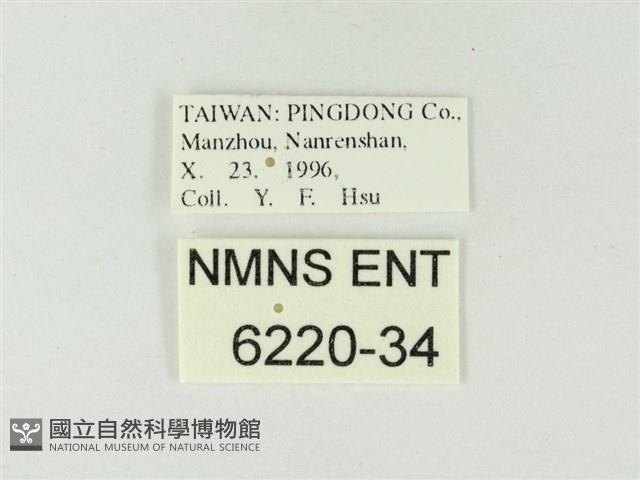 TAIWAN: PINGDONG Co.,
Manzhou, Nanrenshan,
X. 23. 1996,
Coll. Y. F. Hsu
NMNS ENT
6220-34
國立自然科學博物館
NATIONAL MUSEUM OF NATURAL SCIENCE